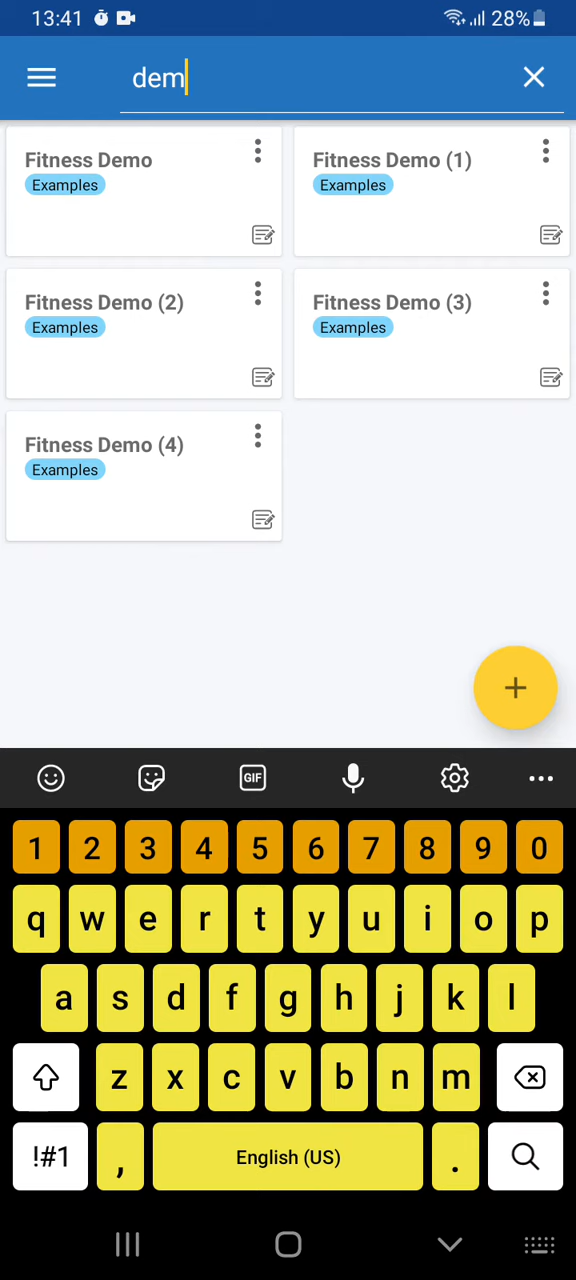 13:41 28%
dem
Fitness Demo
Examples
Fitness Demo (1)
Examples
Fitness Demo (2)
Examples
Fitness Demo (3)
Examples
Fitness Demo (4)
Examples
GIF
1 2 3 4 5 6 7 8 9 0
q w e r t y u i o p
a s d f g h j k l
z x c v b n m
!#1 , English (US) .